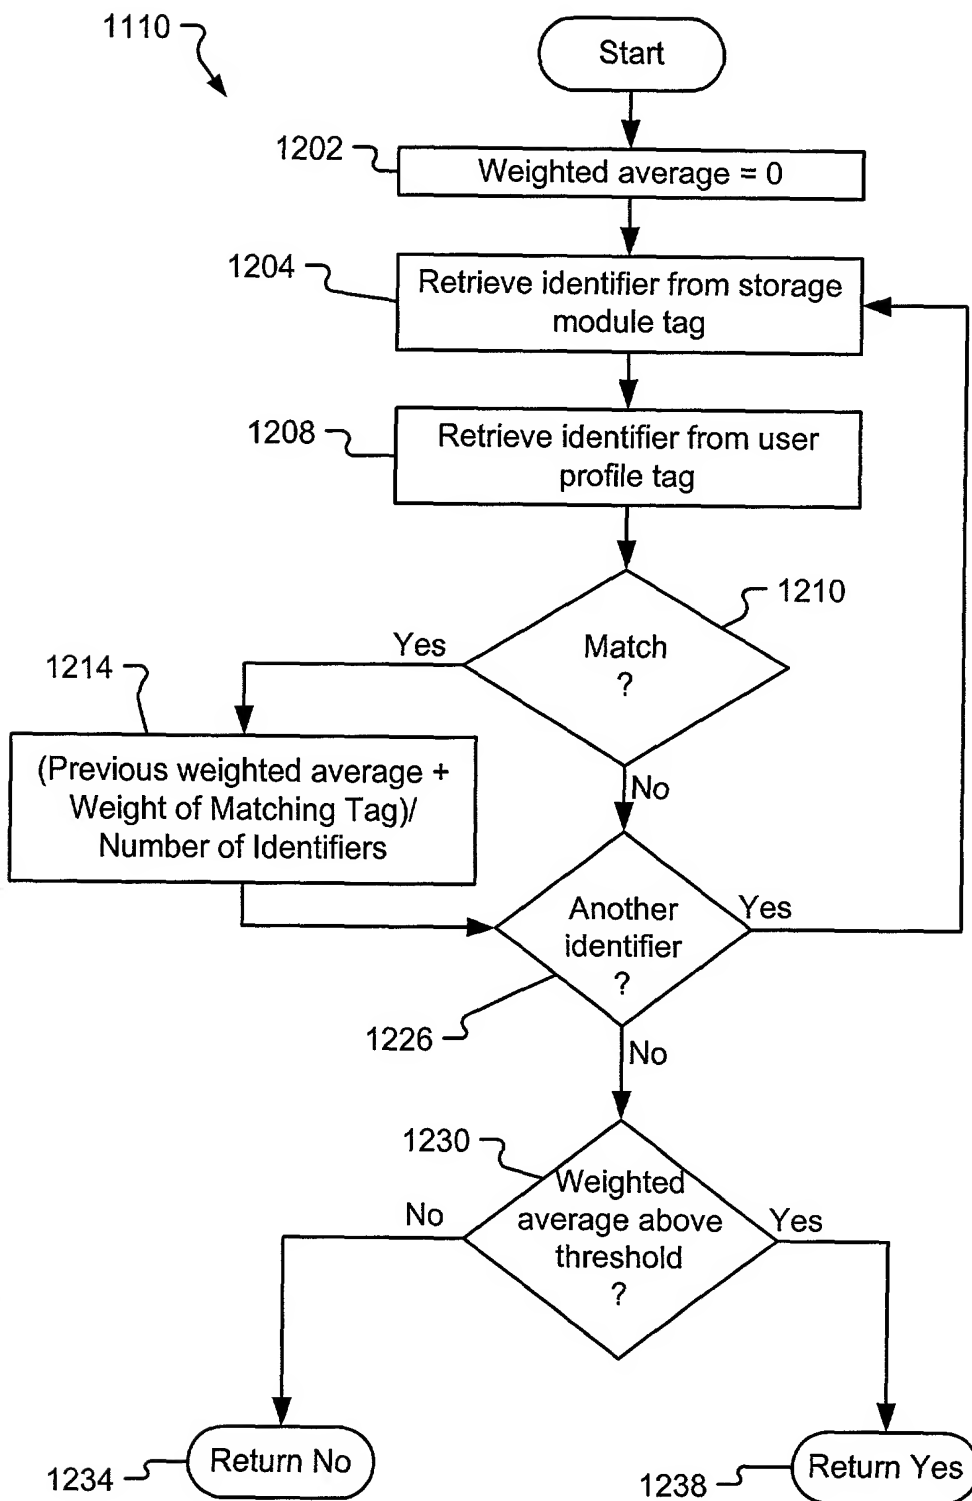 1110
Start
1202
Weighted average = 0
1204
Retrieve identifier from storage
module tag
1208
Retrieve identifier from user
profile tag
1210
Match
?
Yes
No
1214
(Previous weighted average +
Weight of Matching Tag)/
Number of Identifiers
Another
identifier
?
Yes
1226
No
1230
Weighted
average above
threshold
?
No
Yes
Return No
1234
Return Yes
1238